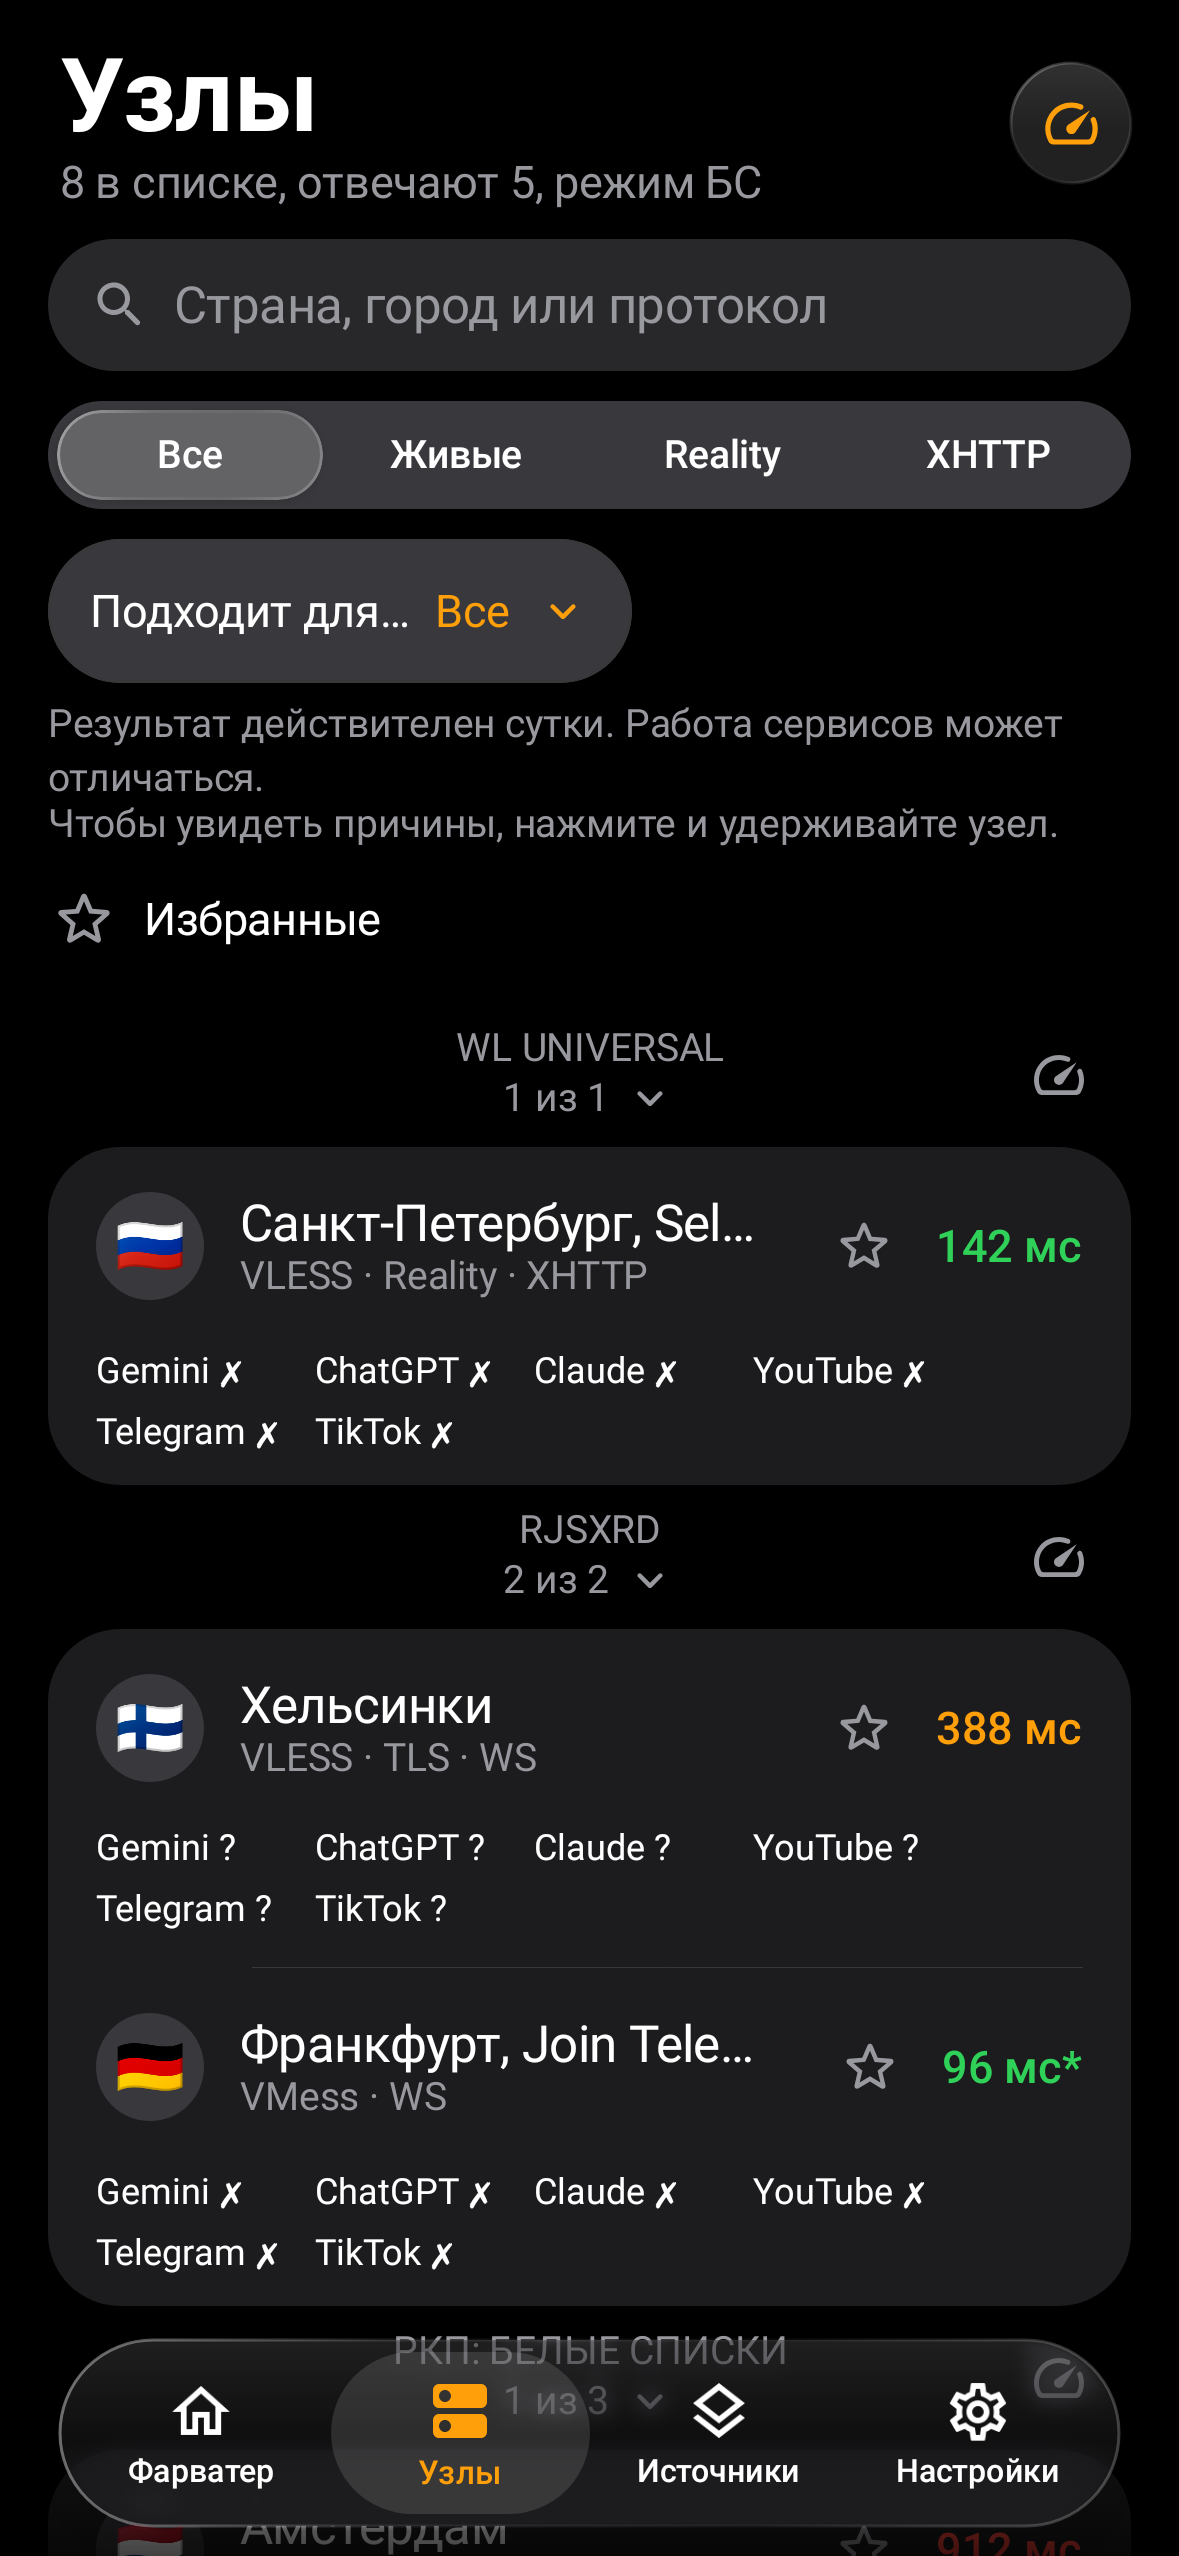 Узлы
8 в списке, отвечают 5, режим БС
Страна, город или протокол
Все Живые Reality XHTTP
Подходит для... Все
Результат действителен сутки. Работа сервисов может
отличаться.
Чтобы увидеть причины, нажмите и удерживайте узел.
Избранные
WL UNIVERSAL
1 из 1
Санкт-Петербург, Sel...
142 мс
VLESS · Reality · XHTTP
Gemini ✗ ChatGPT ✗ Claude ✗ YouTube ✗
Telegram ✗ TikTok ✗
RJSXRD
2 из 2
Хельсинки
388 мс
VLESS · TLS · WS
Gemini ? ChatGPT ? Claude ? YouTube ?
Telegram ? TikTok ?
Франкфурт, Join Tele...
96 мс*
VMess · WS
Gemini ✗ ChatGPT ✗ Claude ✗ YouTube ✗
Telegram ✗ TikTok ✗
РКП: БЕЛЫЕ СПИСКИ
1 из 3
Фарватер Узлы Источники Настройки
Амстердам
912 мс